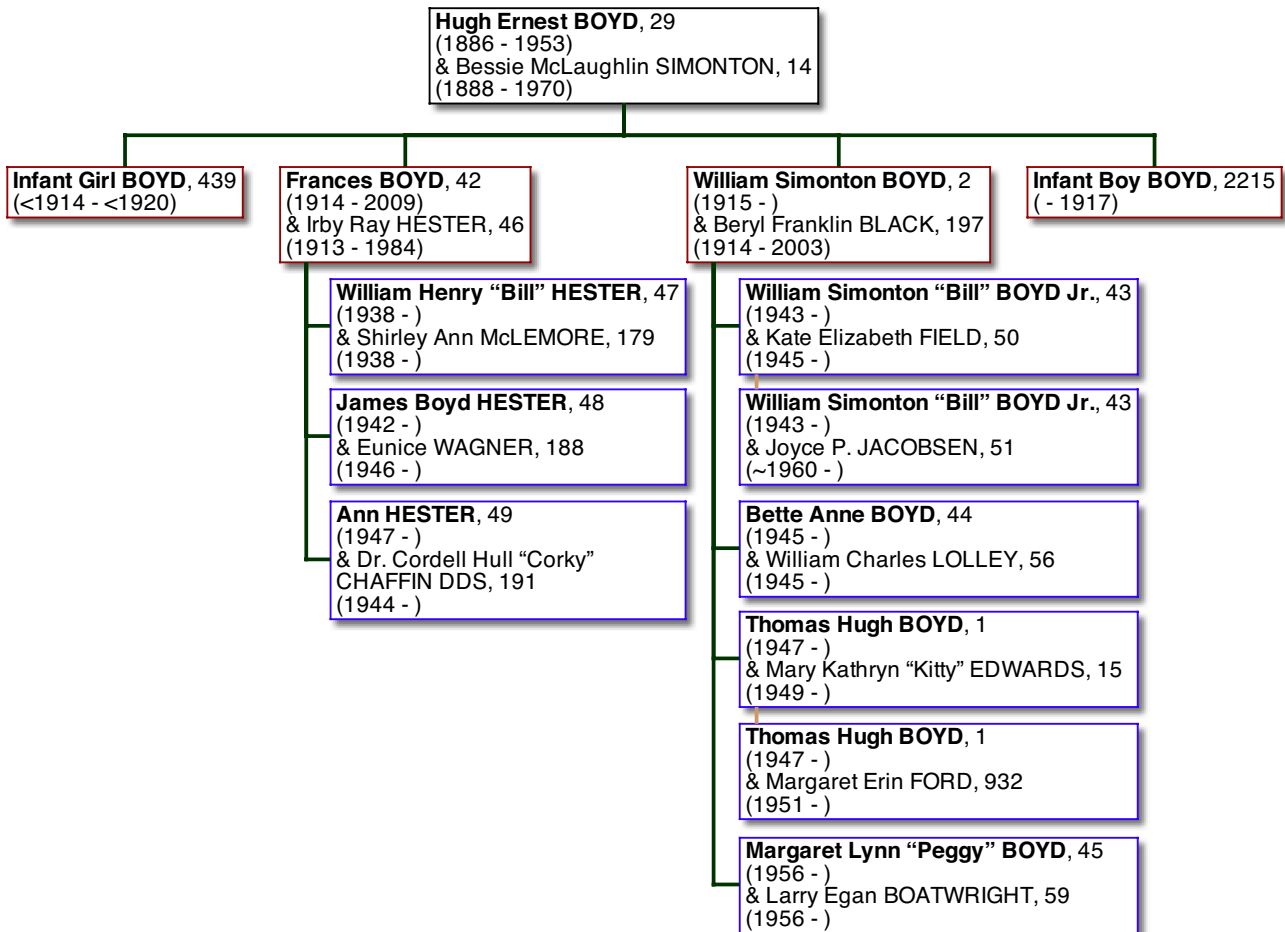 Hugh Ernest BOYD, 29
(1886 - 1953)
& Bessie McLaughlin SIMONTON, 14
(1888 - 1970)
Infant Girl BOYD, 439
(<1914 - <1920)
Frances BOYD, 42
(1914 - 2009)
& Irby Ray HESTER, 46
(1913 - 1984)
William Simonton BOYD, 2
(1915 - )
& Beryl Franklin BLACK, 197
(1914 - 2003)
Infant Boy BOYD, 2215
( - 1917)
William Henry “Bill” HESTER, 47
(1938 - )
& Shirley Ann McLEMORE, 179
(1938 - )
James Boyd HESTER, 48
(1942 - )
& Eunice WAGNER, 188
(1946 - )
Ann HESTER, 49
(1947 - )
& Dr. Cordell Hull “Corky”
CHAFFIN DDS, 191
(1944 - )
William Simonton “Bill” BOYD Jr., 43
(1943 - )
& Kate Elizabeth FIELD, 50
(1945 - )
William Simonton “Bill” BOYD Jr., 43
(1943 - )
& Joyce P. JACOBSEN, 51
(~1960 - )
Bette Anne BOYD, 44
(1945 - )
& William Charles LOLLEY, 56
(1945 - )
Thomas Hugh BOYD, 1
(1947 - )
& Mary Kathryn “Kitty” EDWARDS, 15
(1949 - )
Thomas Hugh BOYD, 1
(1947 - )
& Margaret Erin FORD, 932
(1951 - )
Margaret Lynn “Peggy” BOYD, 45
(1956 - )
& Larry Egan BOATWRIGHT, 59
(1956 - )